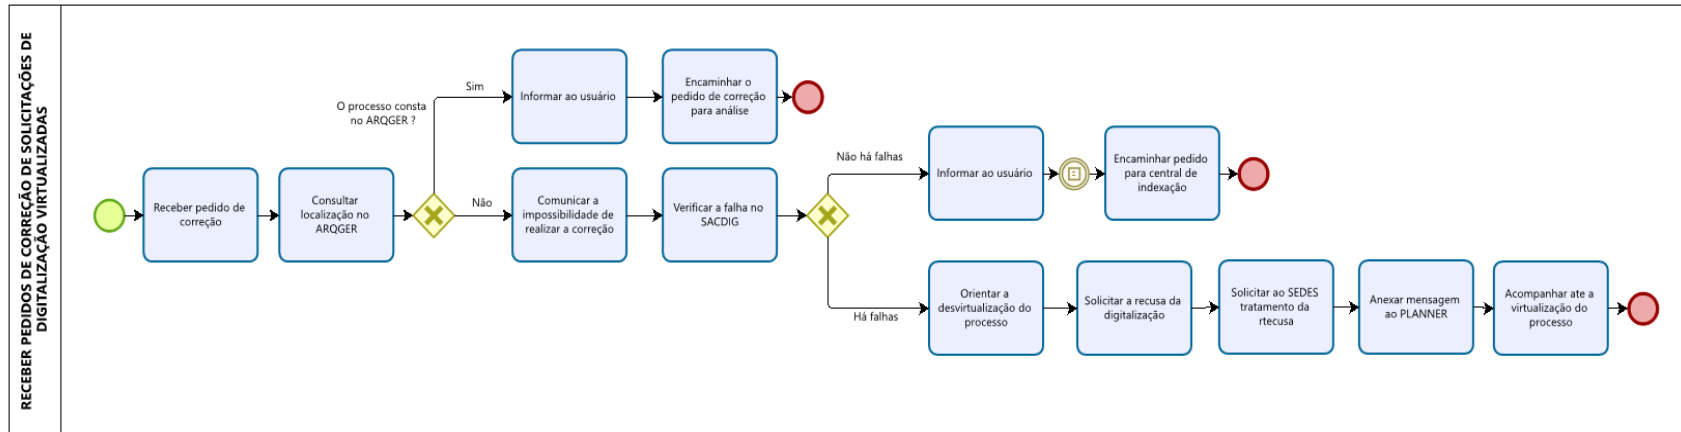 RECEBER PEDIDOS DE CORREÇÃO DE SOLICITAÇÕES DE
DIGITALIZAÇÃO VIRTUALIZADAS
Receber pedido de
correção
Consultar
localização no
ARQGER
O processo consta
no ARQGER ?
Sim
Informar ao usuário
Encaminhar o
pedido de correção
para análise
Não
Comunicar a
impossibilidade de
realizar a correção
Verificar a falha no
SACDIG
Não há falhas
Informar ao usuário
Encaminhar pedido
para central de
indexação
Há falhas
Orientar a
desvirtualização do
processo
Solicitar a recusa da
digitalização
Solicitar ao SEDES
tratamento da
rtecusa
Anexar mensagem
ao PLANNER
Acompanhar ate a
virtualização do
processo